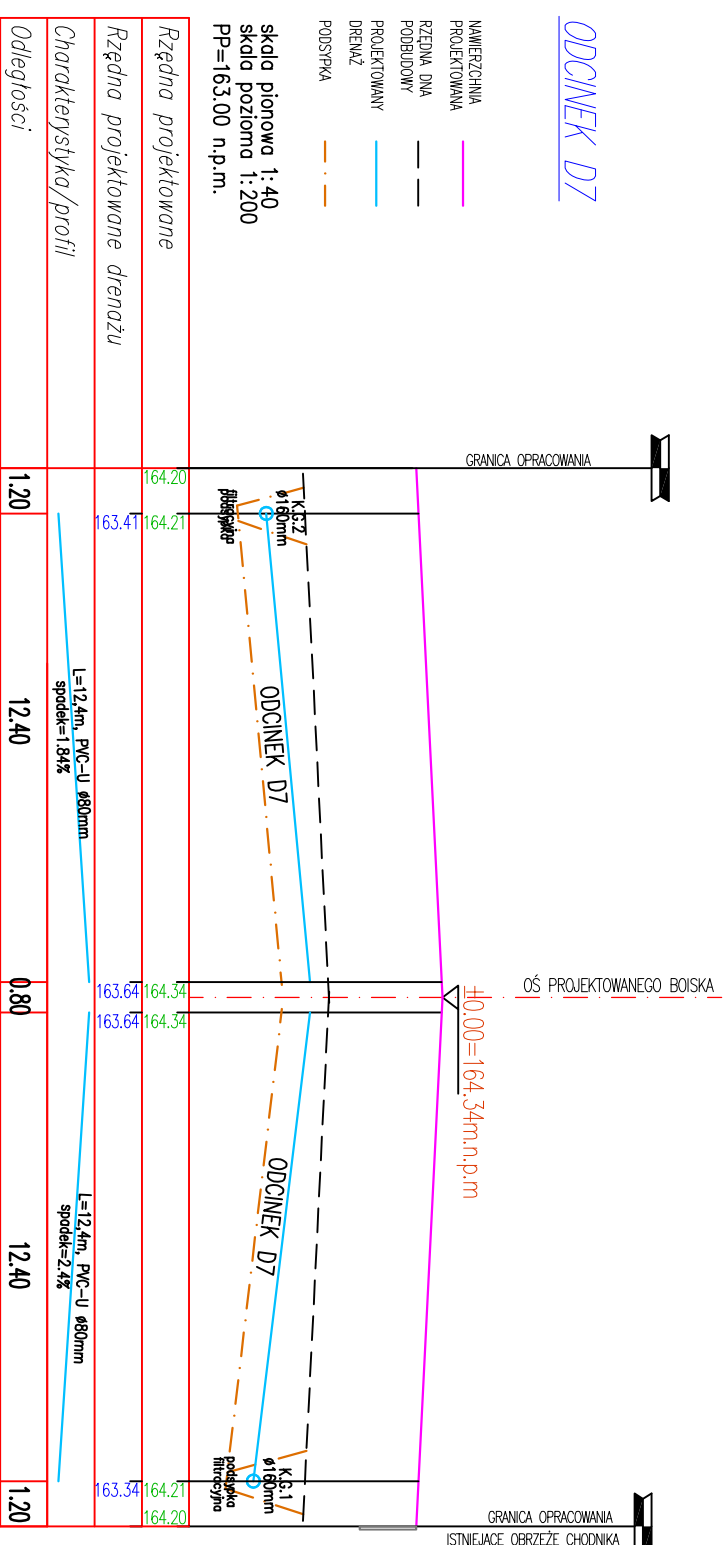 ODCINEK D7
NAWIERZCHNIA
PROJEKTOWANA
RZĘDNA DNA
PODBUDOWY
PROJEKTOWANY
DRENAŻ
PODSYPKA
skala pionowa 1:40
skala pozioma 1:200
PP=163.00 n.p.m.
GRANICA OPRACOWANIA
OŚ PROJEKTOWANEGO BOISKA
±0.00=164.34m.n.p.m
GRANICA OPRACOWANIA
ISTNIEJĄCE OBRZEŻE CHODNIKA
K.G.2
ø160mm
podsypka
filtracyjna
ODCINEK D7
ODCINEK D7
K.G.1
ø160mm
podsypka
filtracyjna
Rzędna projektowane
164.20 164.21 164.34 164.34 164.21 164.20
Rzędna projektowane drenażu
163.41 163.64 163.64 163.34
Charakterystyka/profil
L=12,4m, PVC-U ø80mm
spadek=1.84%
L=12,4m, PVC-U ø80mm
spadek=2.4%
Odległości
1.20 12.40 0.80 12.40 1.20